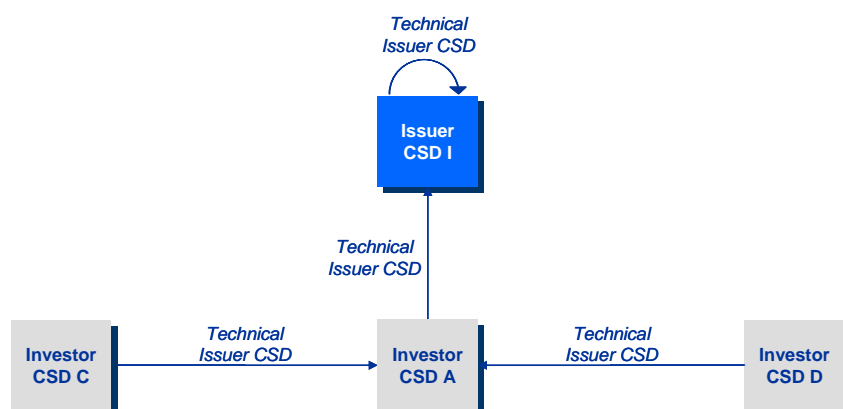 Technical
Issuer CSD
Issuer
CSD I
Technical
Issuer CSD
Investor
CSD C
Technical
Issuer CSD
Investor
CSD A
Technical
Issuer CSD
Investor
CSD D